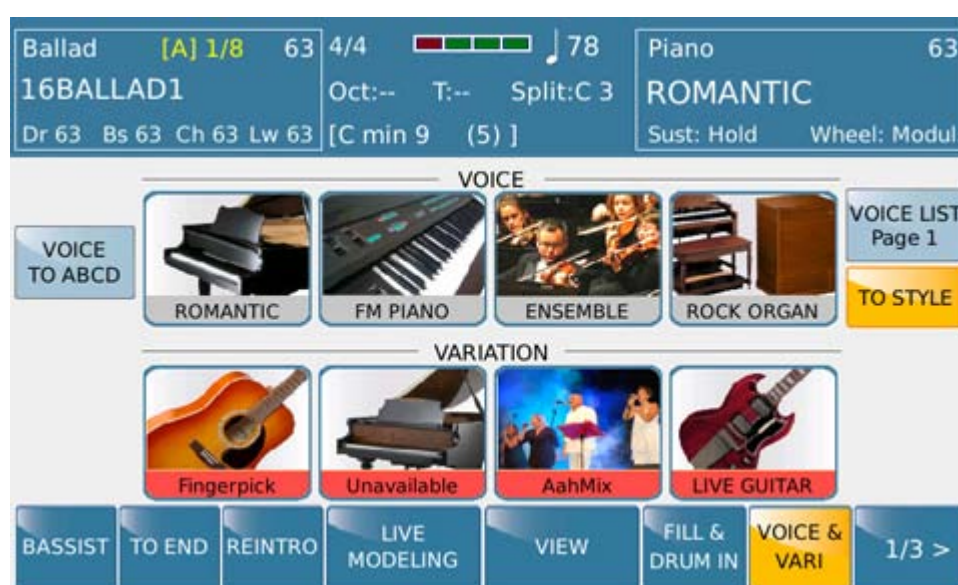 Ballad [A] 1/8 63
16BALLAD1
Dr 63 Bs 63 Ch 63 Lw 63
4/4 78
Oct:-- T:-- Split:C 3
[C min 9 (5) ]
Piano 63
ROMANTIC
Sust: Hold Wheel: Modul
VOICE
VOICE
TO ABCD
ROMANTIC
FM PIANO
ENSEMBLE
ROCK ORGAN
VOICE LIST
Page 1
TO STYLE
VARIATION
Fingerpick
Unavailable
AahMix
LIVE GUITAR
BASSIST
TO END
REINTRO
LIVE
MODELING
VIEW
FILL &
DRUM IN
VOICE &
VARI
1/3 >